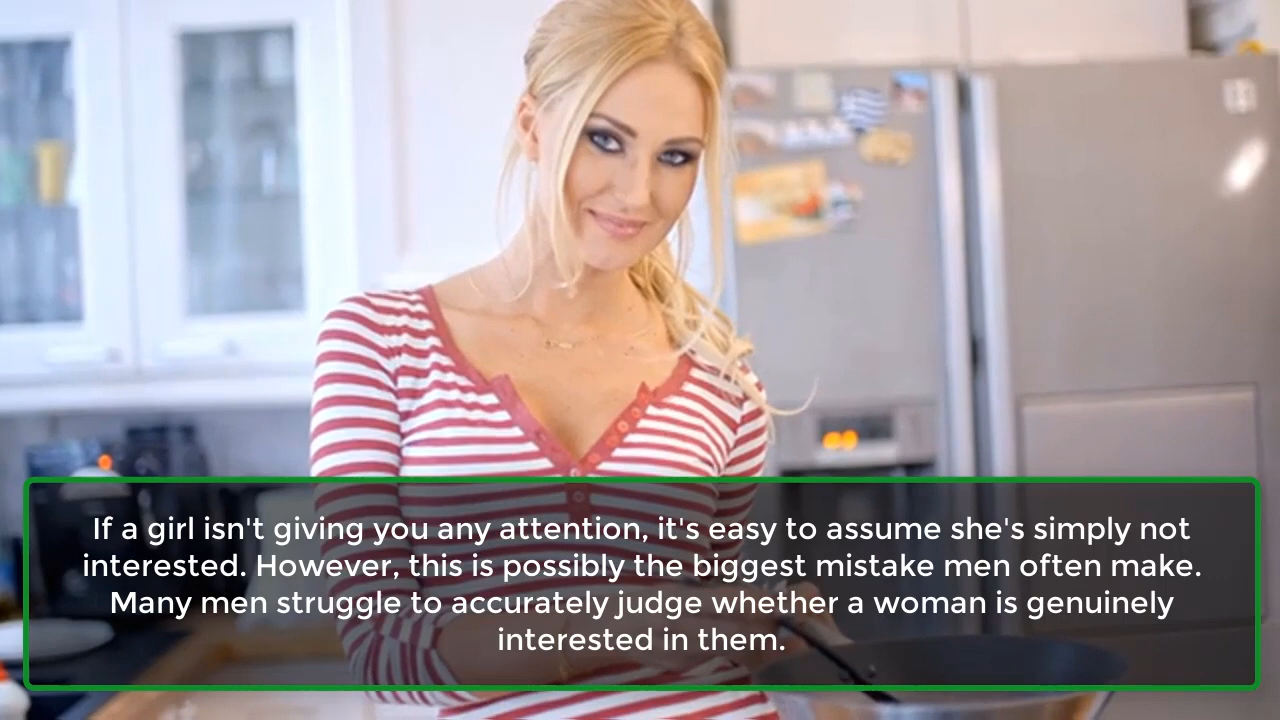 If a girl isn't giving you any attention, it's easy to assume she's simply not
interested. However, this is possibly the biggest mistake men often make.
Many men struggle to accurately judge whether a woman is genuinely
interested in them.